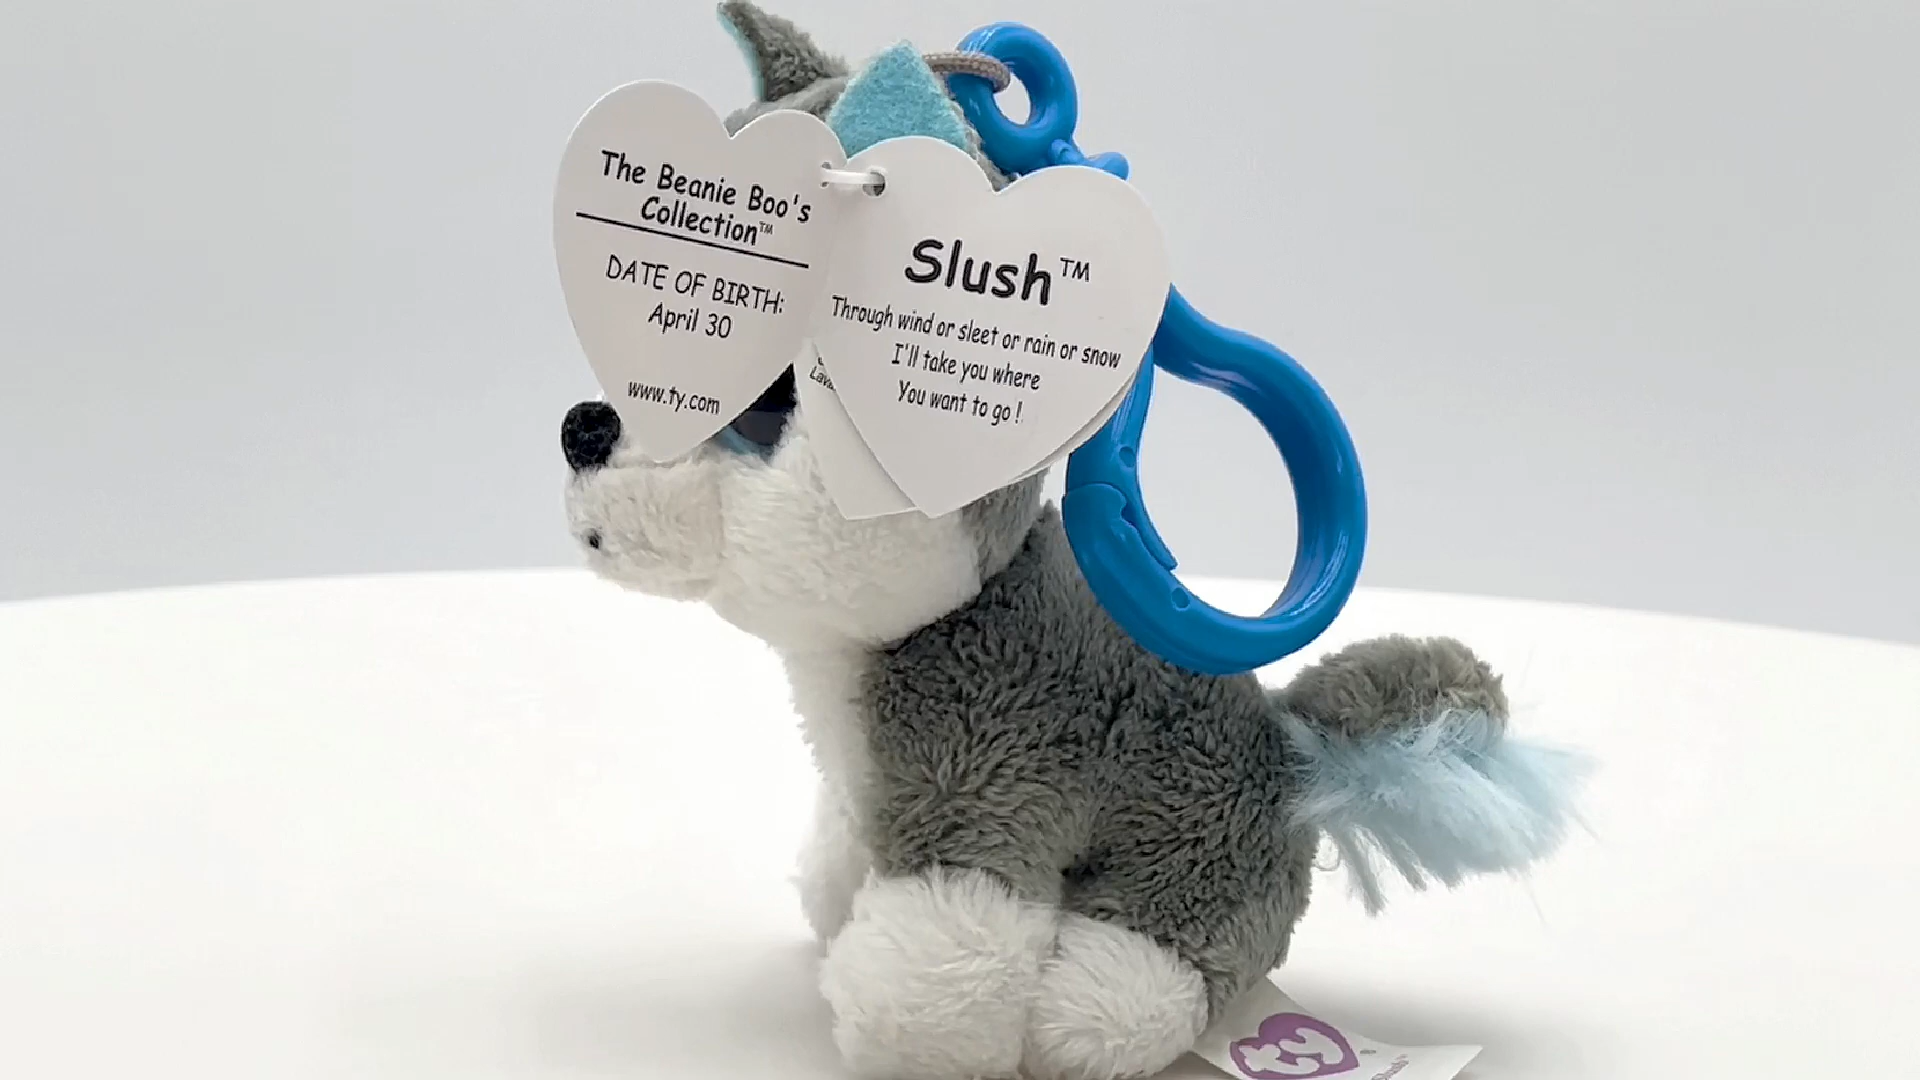 The Beanie Boo's
Collection™
DATE OF BIRTH:
April 30
www.ty.com
Slush™
Through wind or sleet or rain or snow
I'll take you where
You want to go !
ty
®